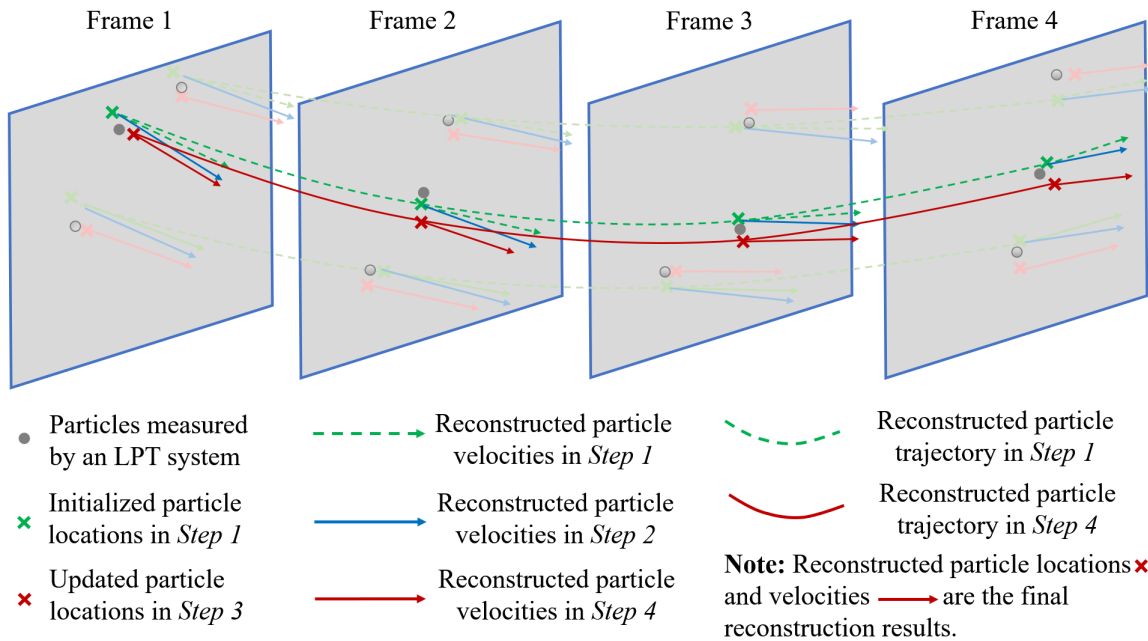 Frame 1
Frame 2
Frame 3
Frame 4
Particles measured
by an LPT system
Initialized particle
locations in Step 1
Updated particle
locations in Step 3
Reconstructed particle
velocities in Step 1
Reconstructed particle
velocities in Step 2
Reconstructed particle
velocities in Step 4
Reconstructed particle
trajectory in Step 1
Reconstructed particle
trajectory in Step 4
Note: Reconstructed particle locations
and velocities are the final
reconstruction results.